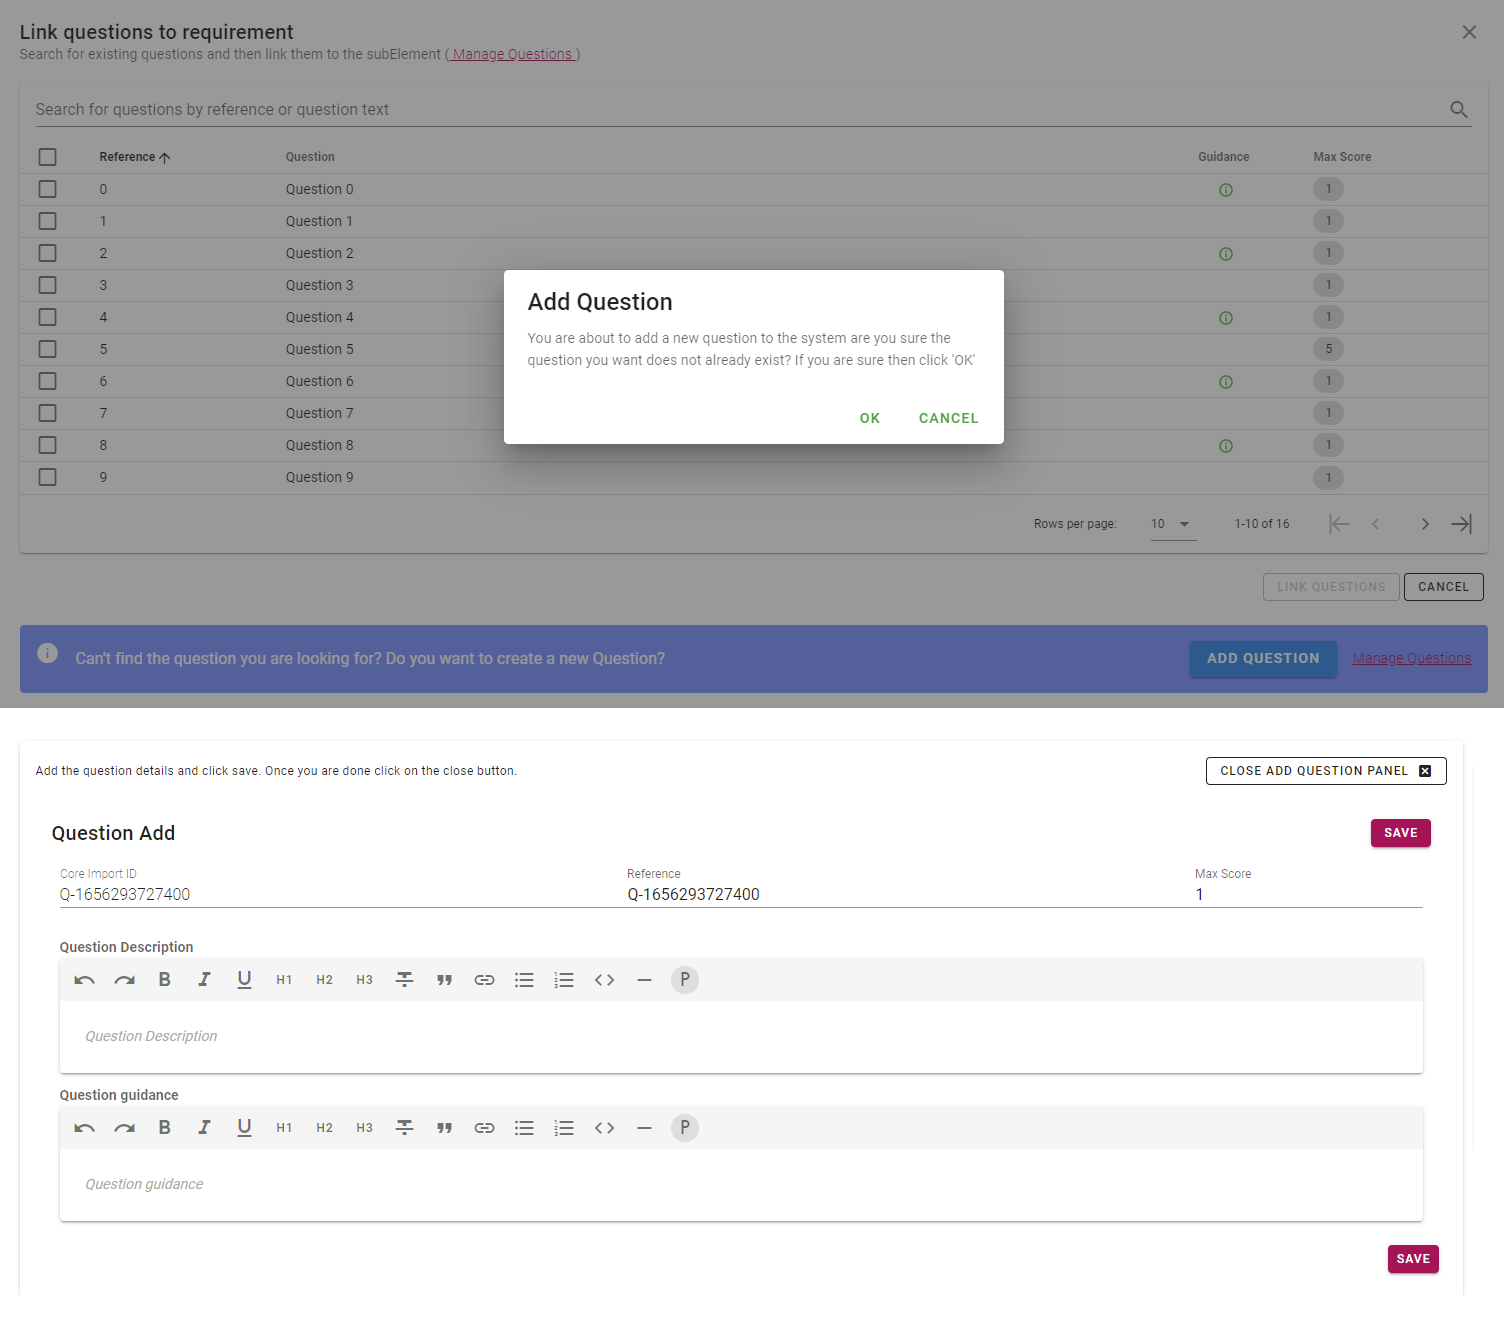 Link questions to requirement
Search for existing questions and then link them to the subElement ( Manage Questions )
Search for questions by reference or question text
Reference Question Guidance Max Score
0 Question 0 1
1 Question 1 1
2 Question 2 1
3 Question 3 1
4 Question 4 1
5 Question 5 5
6 Question 6 1
7 Question 7 1
8 Question 8 1
9 Question 9 1
Add Question
You are about to add a new question to the system are you sure the
question you want does not already exist? If you are sure then click 'OK'
OK CANCEL
Rows per page: 10 1-10 of 16
LINK QUESTIONS CANCEL
Can't find the question you are looking for? Do you want to create a new Question? ADD QUESTION Manage Questions
Add the question details and click save. Once you are done click on the close button. CLOSE ADD QUESTION PANEL
Question Add SAVE
Core Import ID Reference Max Score
Q-1656293727400 Q-1656293727400 1
Question Description
B I U H1 H2 H3 P
Question Description
Question guidance
B I U H1 H2 H3 P
Question guidance
SAVE